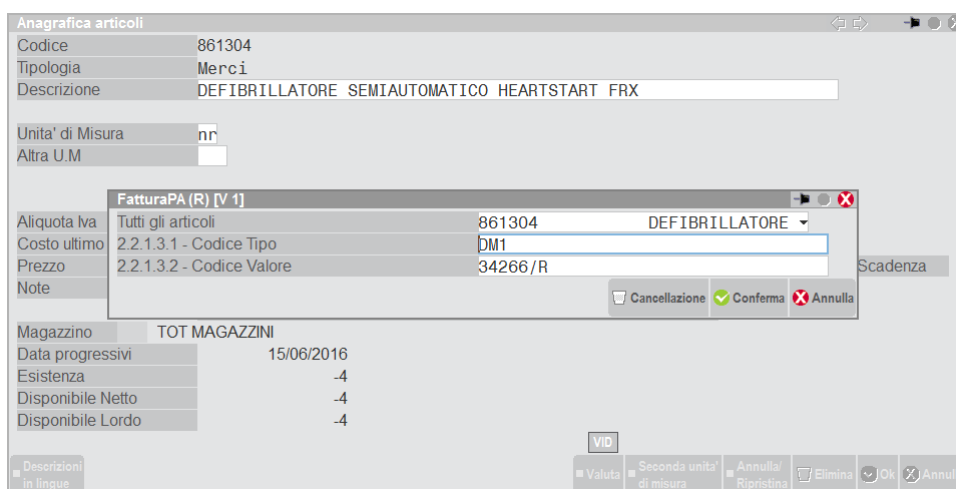 Anagrafica articoli
Codice 861304
Tipologia Merci
Descrizione DEFIBRILLATORE SEMIAUTOMATICO HEARTSTART FRX
Unita' di Misura nr
Altra U.M
FatturaPA (R) [V 1]
Aliquota Iva Tutti gli articoli 861304 DEFIBRILLATORE
Costo ultimo 2.2.1.3.1 - Codice Tipo DM1
Prezzo 2.2.1.3.2 - Codice Valore 34266/R Scadenza
Note Cancellazione Conferma Annulla
Magazzino TOT MAGAZZINI
Data progressivi 15/06/2016
Esistenza -4
Disponibile Netto -4
Disponibile Lordo -4
VID
Descrizioni in lingue Valuta Seconda unita' di misura Annulla/ Ripristina Elimina Ok Annul